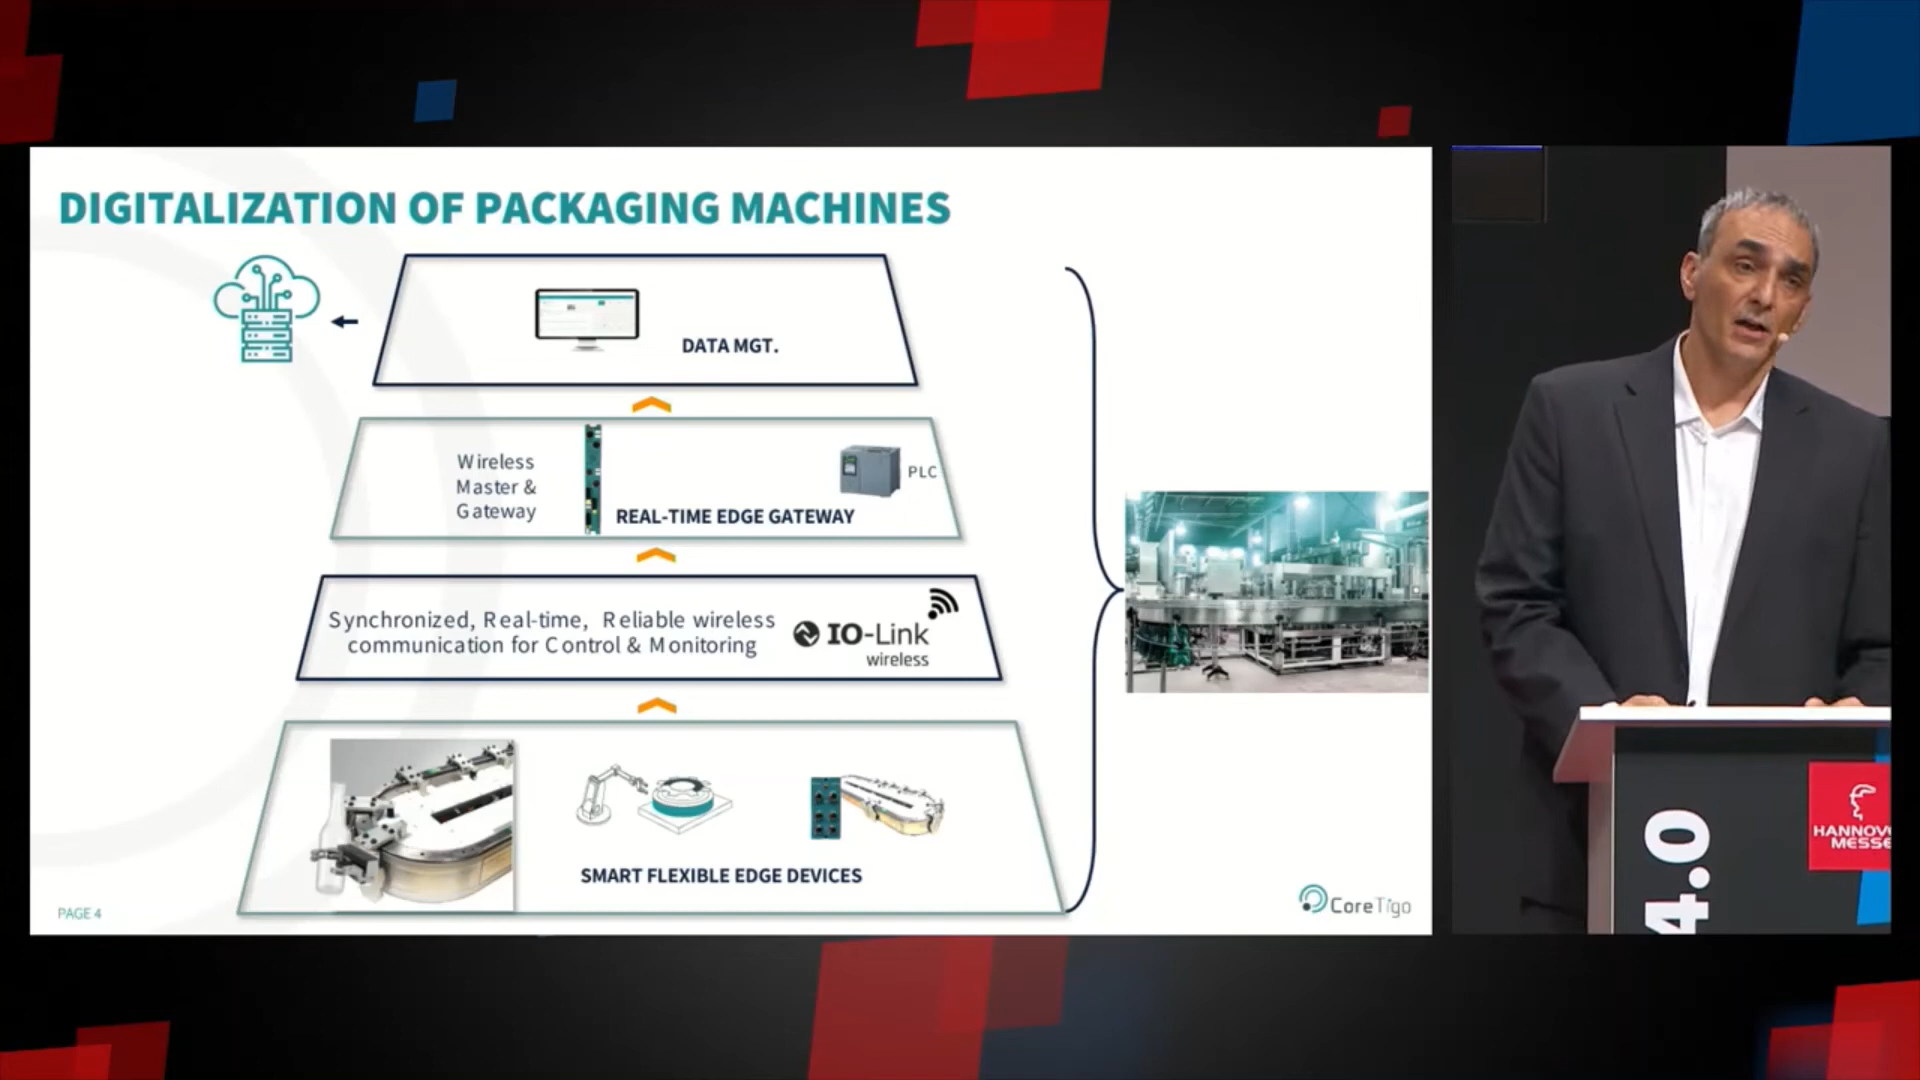 DIGITALIZATION OF PACKAGING MACHINES
DATA MGT.
Wireless
Master &
Gateway
PLC
REAL-TIME EDGE GATEWAY
Synchronized, Real-time, Reliable wireless
communication for Control & Monitoring
IO-Link
wireless
SMART FLEXIBLE EDGE DEVICES
PAGE 4
CoreTigo
4.0
HANNOV
MESSE